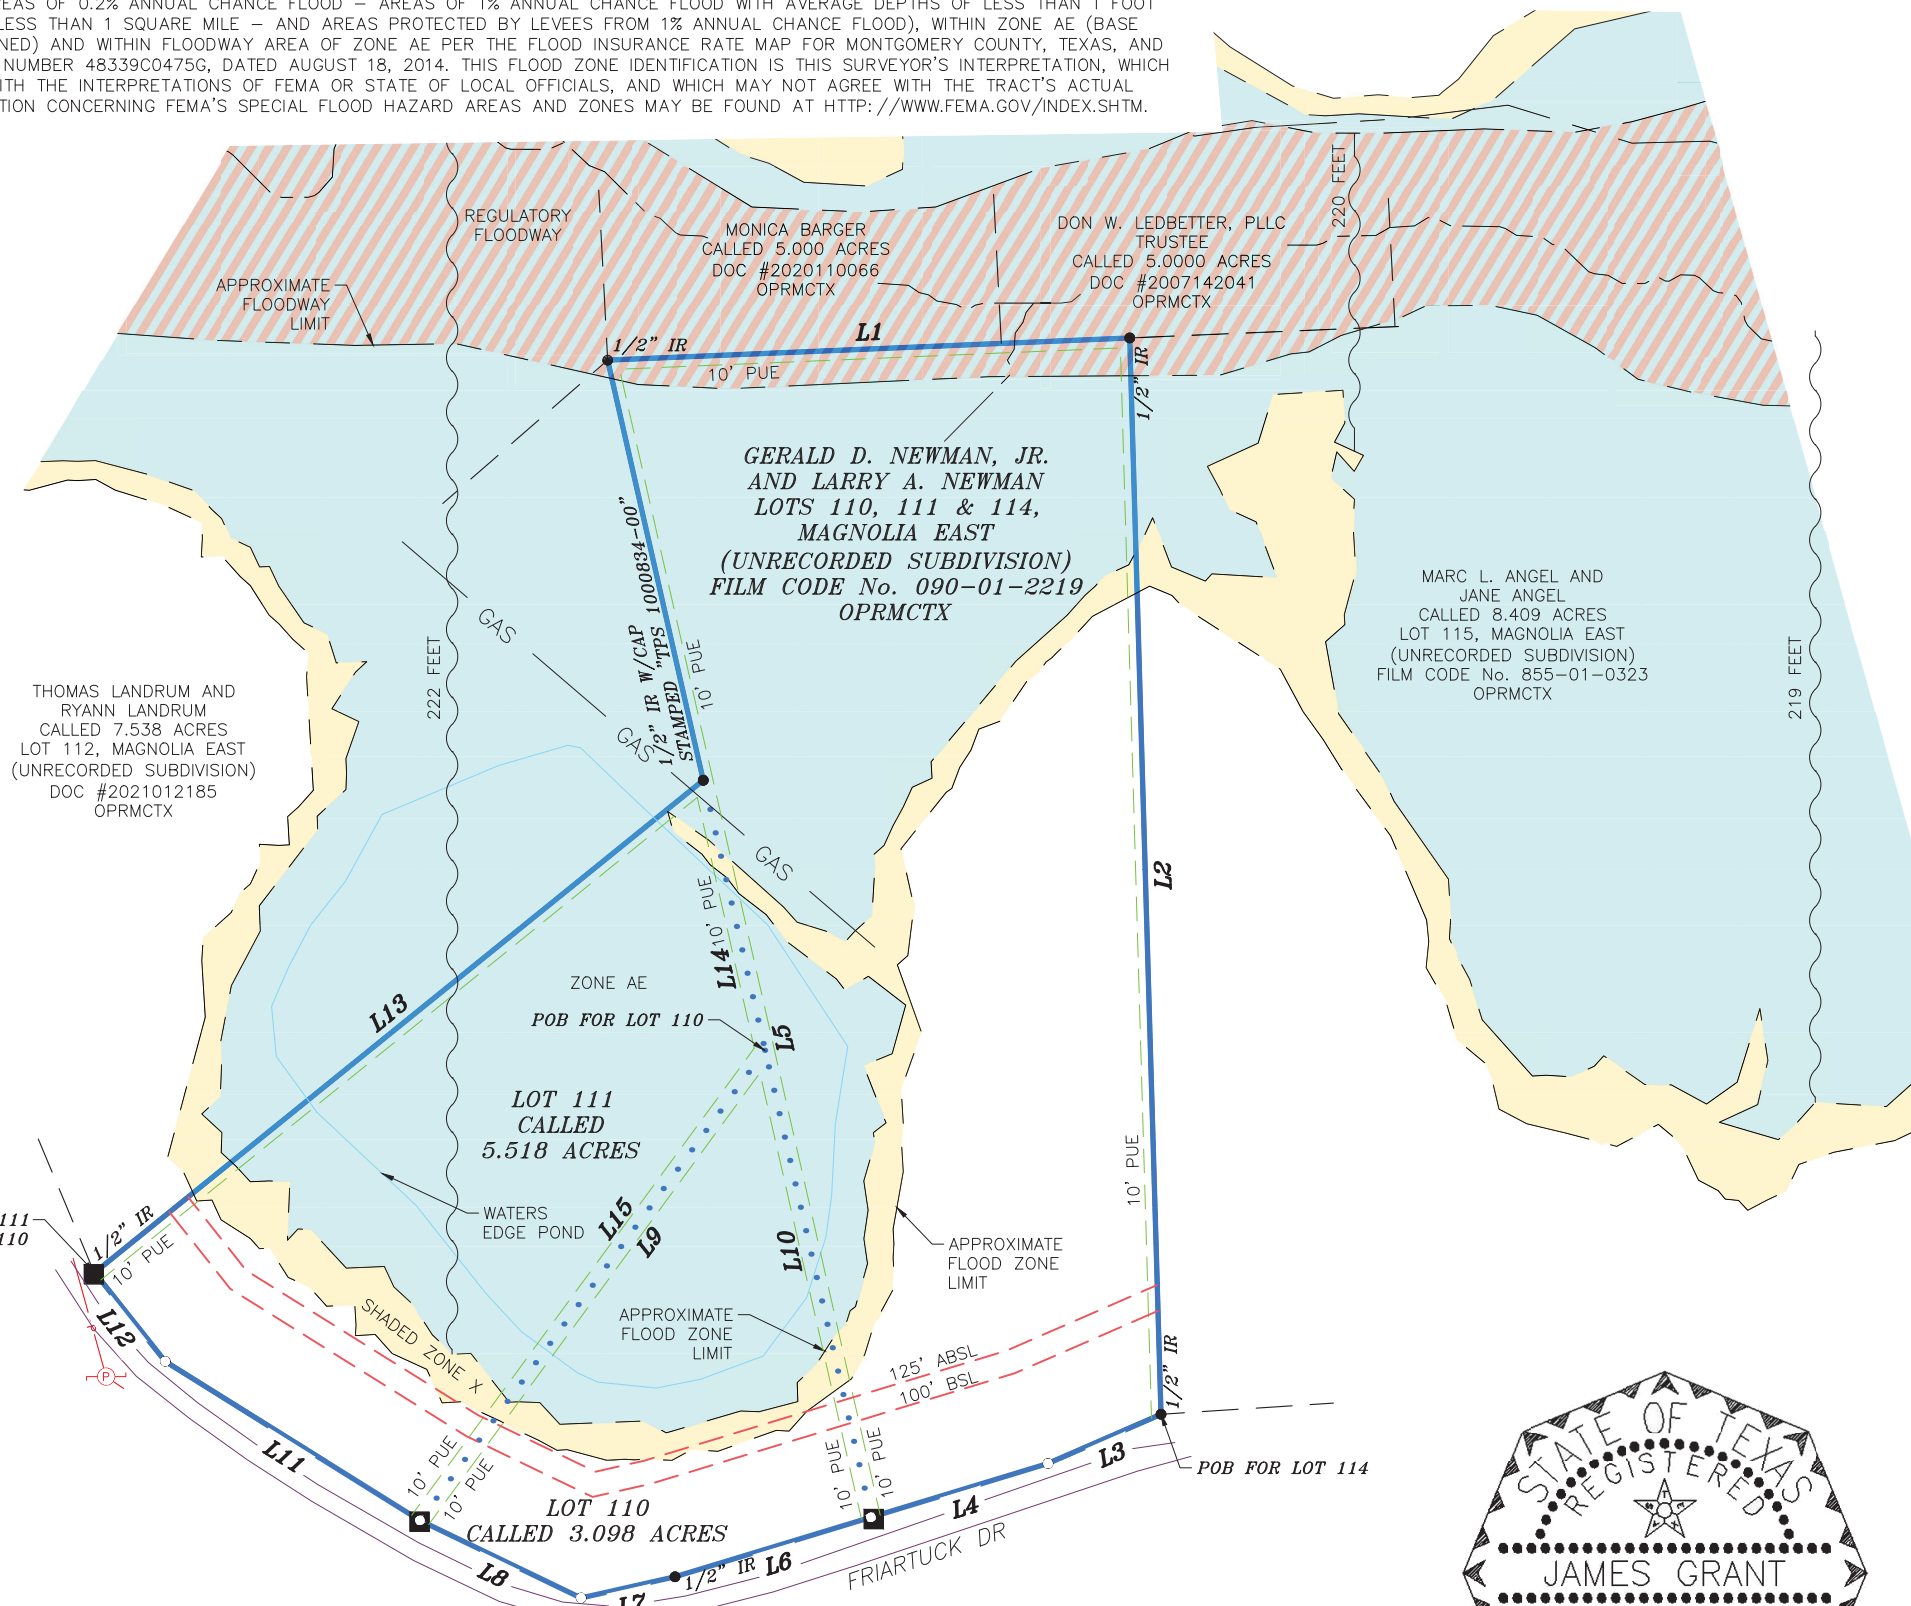 EAS OF 0.2% ANNUAL CHANCE FLOOD – AREAS OF 1% ANNUAL CHANCE FLOOD WITH AVERAGE DEPTHS OF LESS THAN 1 FOOT
LESS THAN 1 SQUARE MILE – AND AREAS PROTECTED BY LEVEES FROM 1% ANNUAL CHANCE FLOOD), WITHIN ZONE AE (BASE
NED) AND WITHIN FLOODWAY AREA OF ZONE AE PER THE FLOOD INSURANCE RATE MAP FOR MONTGOMERY COUNTY, TEXAS, AND
NUMBER 48339C0475G, DATED AUGUST 18, 2014. THIS FLOOD ZONE IDENTIFICATION IS THIS SURVEYOR'S INTERPRETATION, WHICH
ITH THE INTERPRETATIONS OF FEMA OR STATE OF LOCAL OFFICIALS, AND WHICH MAY NOT AGREE WITH THE TRACT'S ACTUAL
TION CONCERNING FEMA'S SPECIAL FLOOD HAZARD AREAS AND ZONES MAY BE FOUND AT HTTP://WWW.FEMA.GOV/INDEX.SHTM.
220 FEET
REGULATORY
FLOODWAY
MONICA BARGER
CALLED 5.000 ACRES
DOC #2020110066
OPRMCTX
DON W. LEDBETTER, PLLC
TRUSTEE
CALLED 5.0000 ACRES
DOC #2007142041
OPRMCTX
APPROXIMATE
FLOODWAY
LIMIT
1/2" IR
L1
10' PUE
1/2" IR
GERALD D. NEWMAN, JR.
AND LARRY A. NEWMAN
LOTS 110, 111 & 114,
MAGNOLIA EAST
(UNRECORDED SUBDIVISION)
FILM CODE No. 090-01-2219
OPRMCTX
1/2" IR W/CAP
STAMPED "TPS 1000834-00"
10' PUE
GAS
GAS
GAS
222 FEET
MARC L. ANGEL AND
JANE ANGEL
CALLED 8.409 ACRES
LOT 115, MAGNOLIA EAST
(UNRECORDED SUBDIVISION)
FILM CODE No. 855-01-0323
OPRMCTX
219 FEET
THOMAS LANDRUM AND
RYANN LANDRUM
CALLED 7.538 ACRES
LOT 112, MAGNOLIA EAST
(UNRECORDED SUBDIVISION)
DOC #2021012185
OPRMCTX
L2
10' PUE
L14
L13
ZONE AE
POB FOR LOT 110
L5
LOT 111
CALLED
5.518 ACRES
10' PUE
WATERS
EDGE POND
L15
L9
L10
111
110
1/2" IR
10' PUE
APPROXIMATE
FLOOD ZONE
LIMIT
APPROXIMATE
FLOOD ZONE
LIMIT
SHADED ZONE X
L12
125' ABSL
100' BSL
1/2" IR
L11
10' PUE
10' PUE
10' PUE
10' PUE
L3
POB FOR LOT 114
LOT 110
CALLED 3.098 ACRES
L4
L8
1/2" IR
L6
FRIARTUCK DR
L7
STATE OF TEXAS
REGISTERED
JAMES GRANT